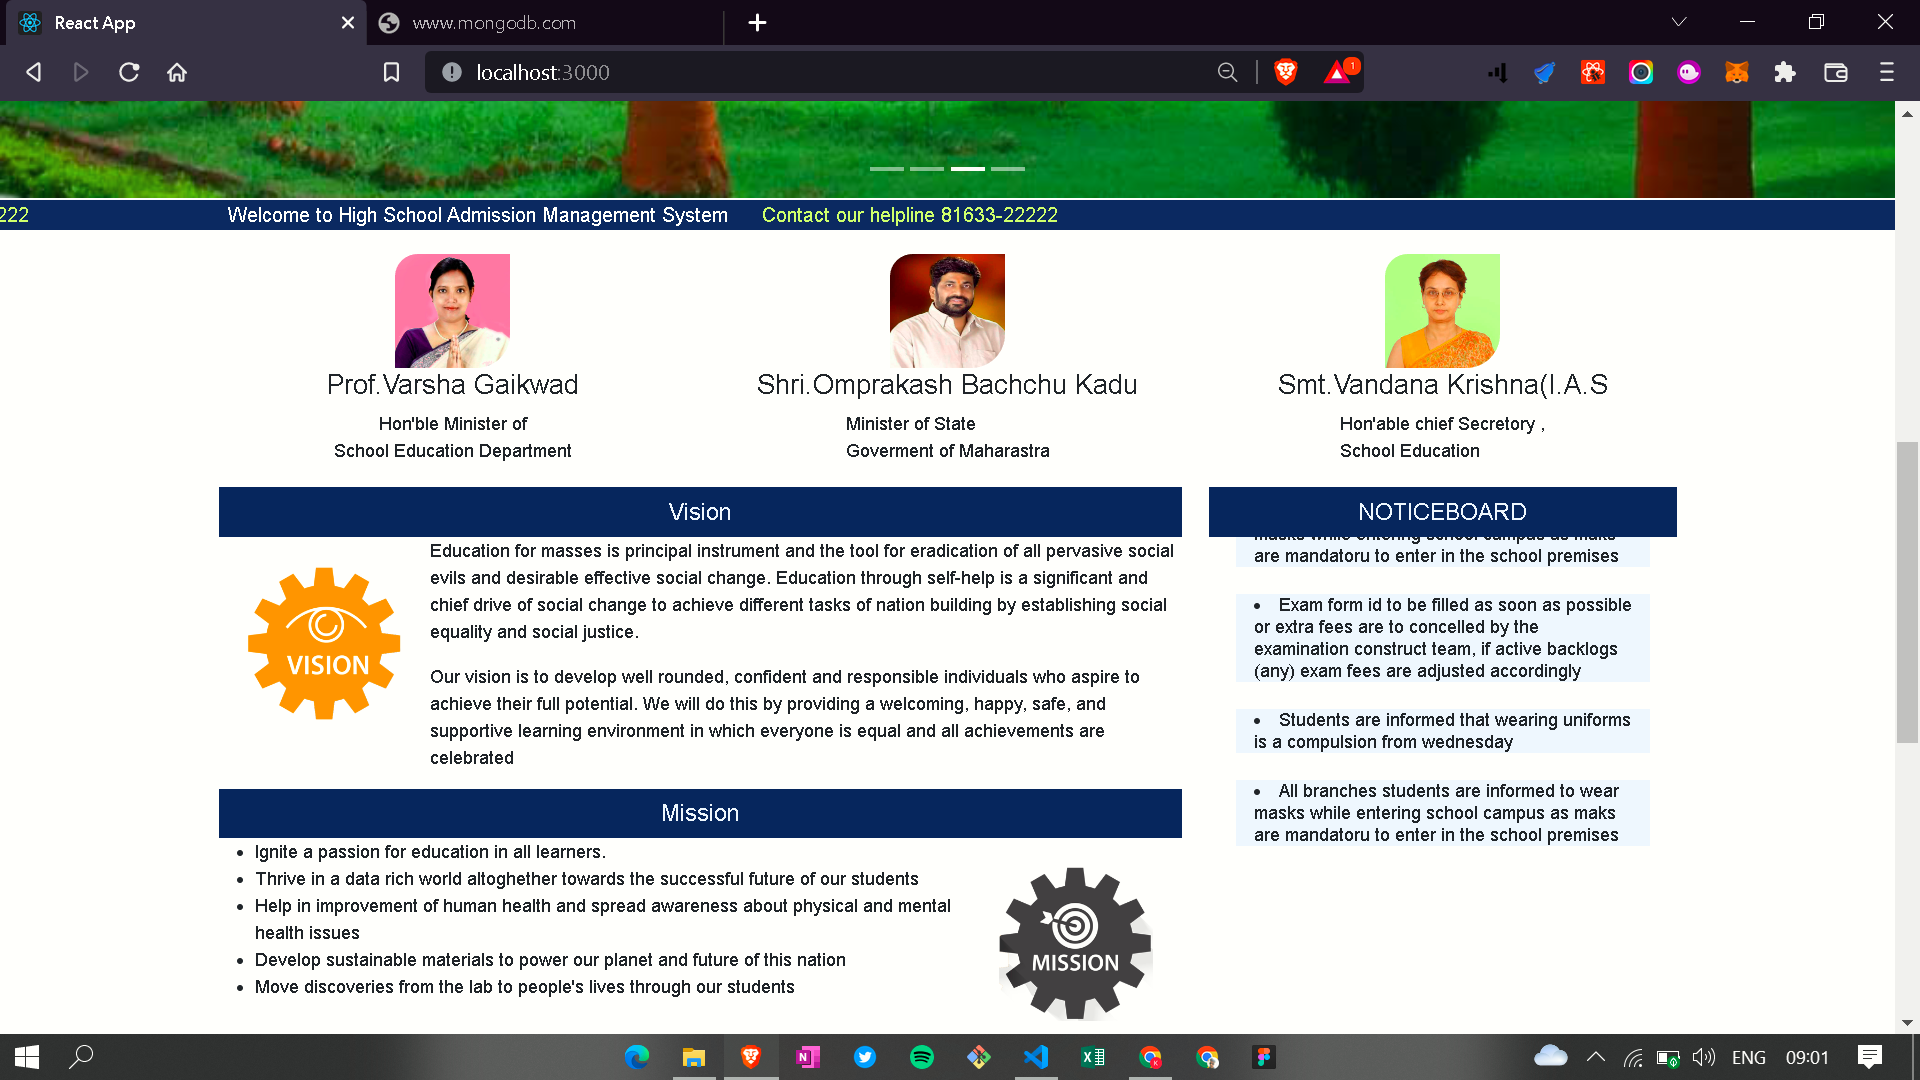 React App
www.mongodb.com
localhost:3000
1
222
Welcome to High School Admission Management System
Contact our helpline 81633-22222
Prof.Varsha Gaikwad
Hon'ble Minister of
School Education Department
Shri.Omprakash Bachchu Kadu
Minister of State
Goverment of Maharastra
Smt.Vandana Krishna(I.A.S
Hon'able chief Secretory ,
School Education
Vision
VISION
Education for masses is principal instrument and the tool for eradication of all pervasive social
evils and desirable effective social change. Education through self-help is a significant and
chief drive of social change to achieve different tasks of nation building by establishing social
equality and social justice.
Our vision is to develop well rounded, confident and responsible individuals who aspire to
achieve their full potential. We will do this by providing a welcoming, happy, safe, and
supportive learning environment in which everyone is equal and all achievements are
celebrated
Mission
• Ignite a passion for education in all learners.
• Thrive in a data rich world altoghether towards the successful future of our students
• Help in improvement of human health and spread awareness about physical and mental
health issues
• Develop sustainable materials to power our planet and future of this nation
• Move discoveries from the lab to people's lives through our students
MISSION
NOTICEBOARD
masks while entering school campus as maks
are mandatoru to enter in the school premises
• Exam form id to be filled as soon as possible
or extra fees are to concelled by the
examination construct team, if active backlogs
(any) exam fees are adjusted accordingly
• Students are informed that wearing uniforms
is a compulsion from wednesday
• All branches students are informed to wear
masks while entering school campus as maks
are mandatoru to enter in the school premises
ENG
09:01